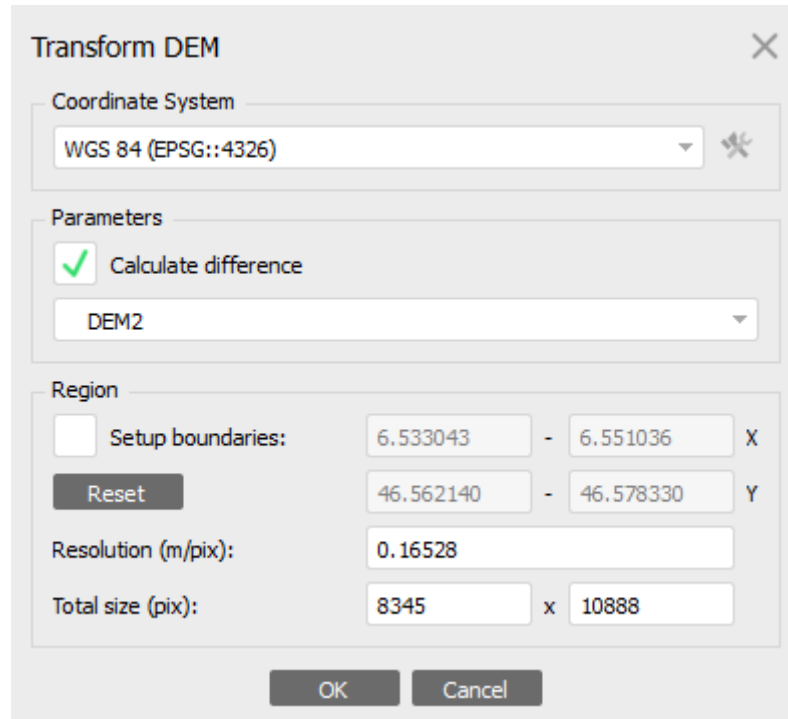 Transform DEM
Coordinate System
WGS 84 (EPSG::4326)
Parameters
Calculate difference
DEM2
Region
Setup boundaries: 6.533043 - 6.551036 X
Reset 46.562140 - 46.578330 Y
Resolution (m/pix): 0.16528
Total size (pix): 8345 x 10888
OK Cancel